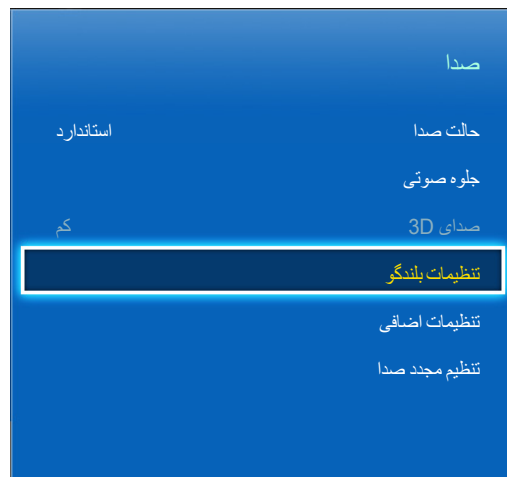 صدا
حالت صدا استاندارد
جلوه صوتی
صدای 3D کم
تنظیمات بلندگو
تنظیمات اضافی
تنظیم مجدد صدا